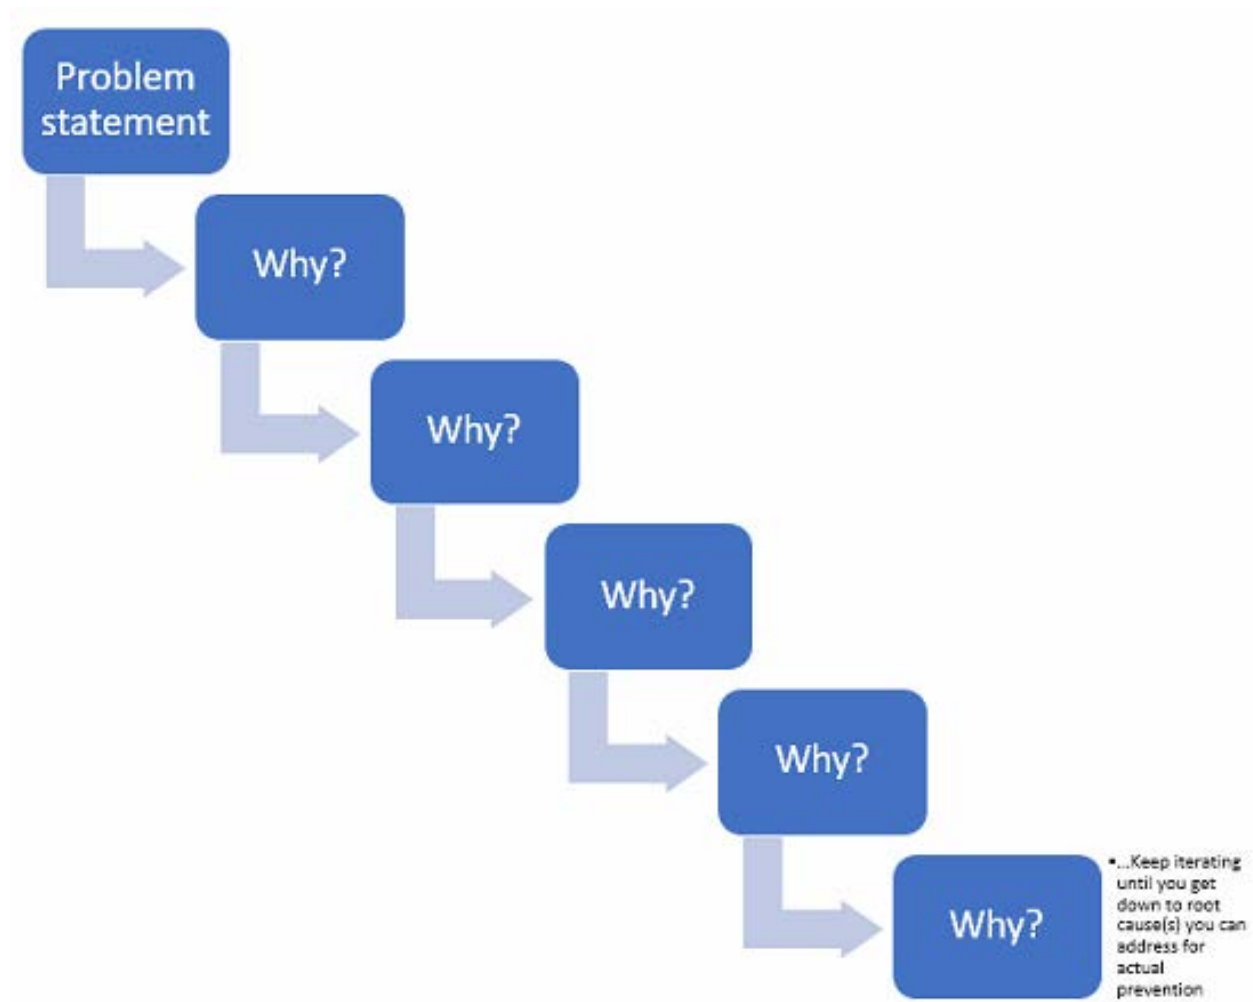 Problem
statement
Why?
Why?
Why?
Why?
Why?
•...Keep iterating
until you get
down to root
cause(s) you can
address for
actual
prevention